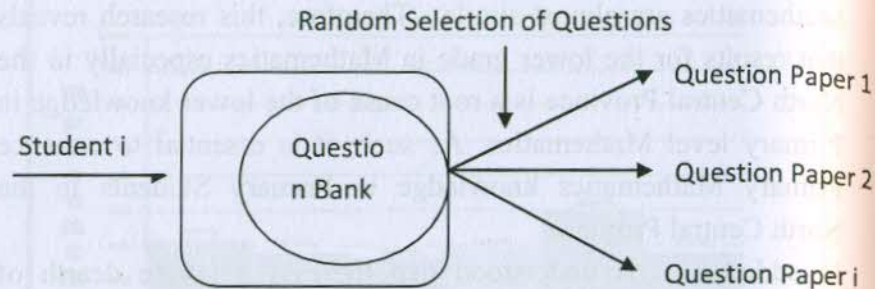 Random Selection of Questions
Question Paper 1
Student i
Questio
n Bank
Question Paper 2
Question Paper i